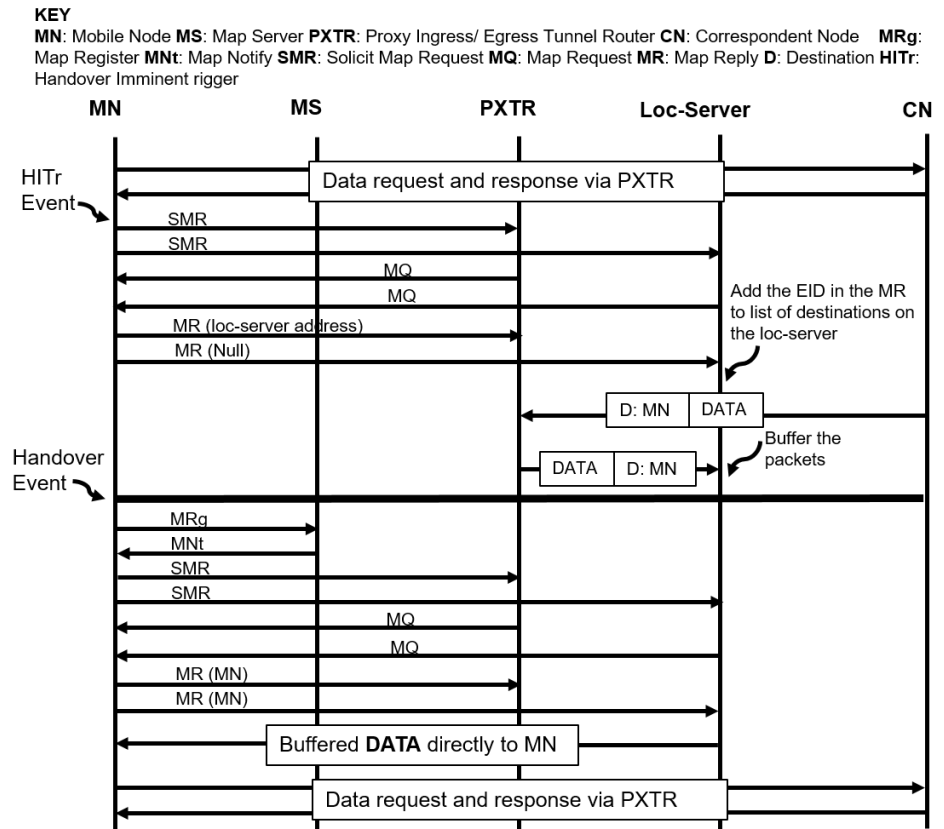 KEY
MN: Mobile Node MS: Map Server PXTR: Proxy Ingress/ Egress Tunnel Router CN: Correspondent Node MRg:
Map Register MNt: Map Notify SMR: Solicit Map Request MQ: Map Request MR: Map Reply D: Destination HITr:
Handover Imminent rigger
MN MS PXTR Loc-Server CN
Data request and response via PXTR
HITr
Event
SMR
SMR
MQ
MQ
Add the EID in the MR
to list of destinations on
the loc-server
MR (loc-server address)
MR (Null)
D: MN DATA
Buffer the
packets
DATA D: MN
Handover
Event
MRg
MNt
SMR
SMR
MQ
MQ
MR (MN)
MR (MN)
Buffered DATA directly to MN
Data request and response via PXTR